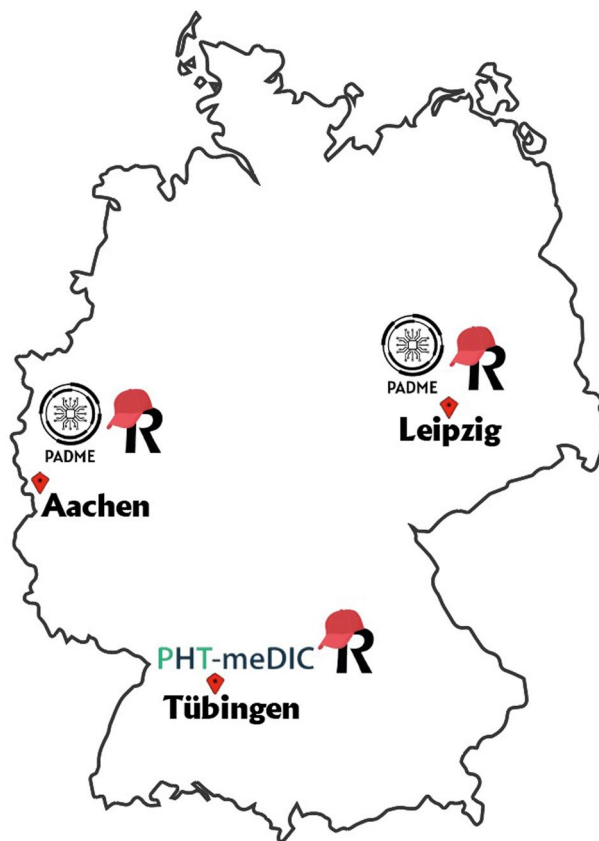 PADME
R
Leipzig
PADME
R
Aachen
PHT-meDIC
R
Tübingen